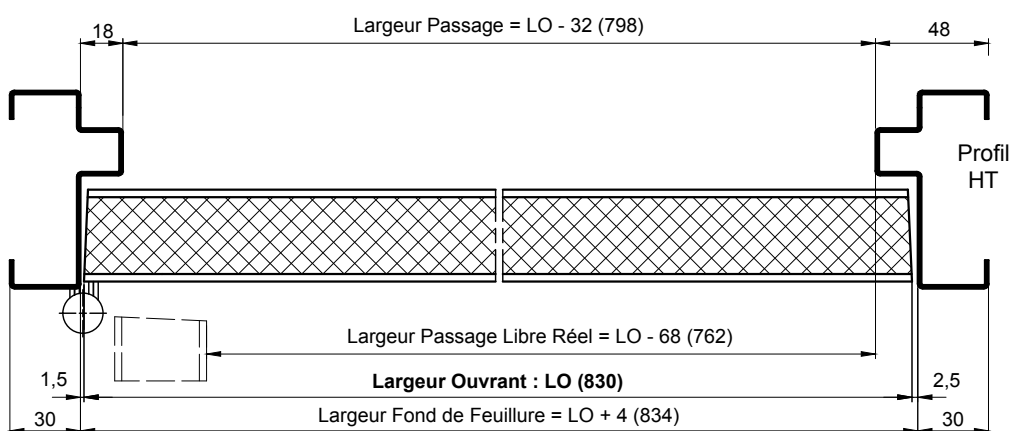 Largeur Passage = LO - 32 (798)
18
48
Profil
HT
Largeur Passage Libre Réel = LO - 68 (762)
1,5
Largeur Ouvrant : LO (830)
2,5
30
Largeur Fond de Feuillure = LO + 4 (834)
30